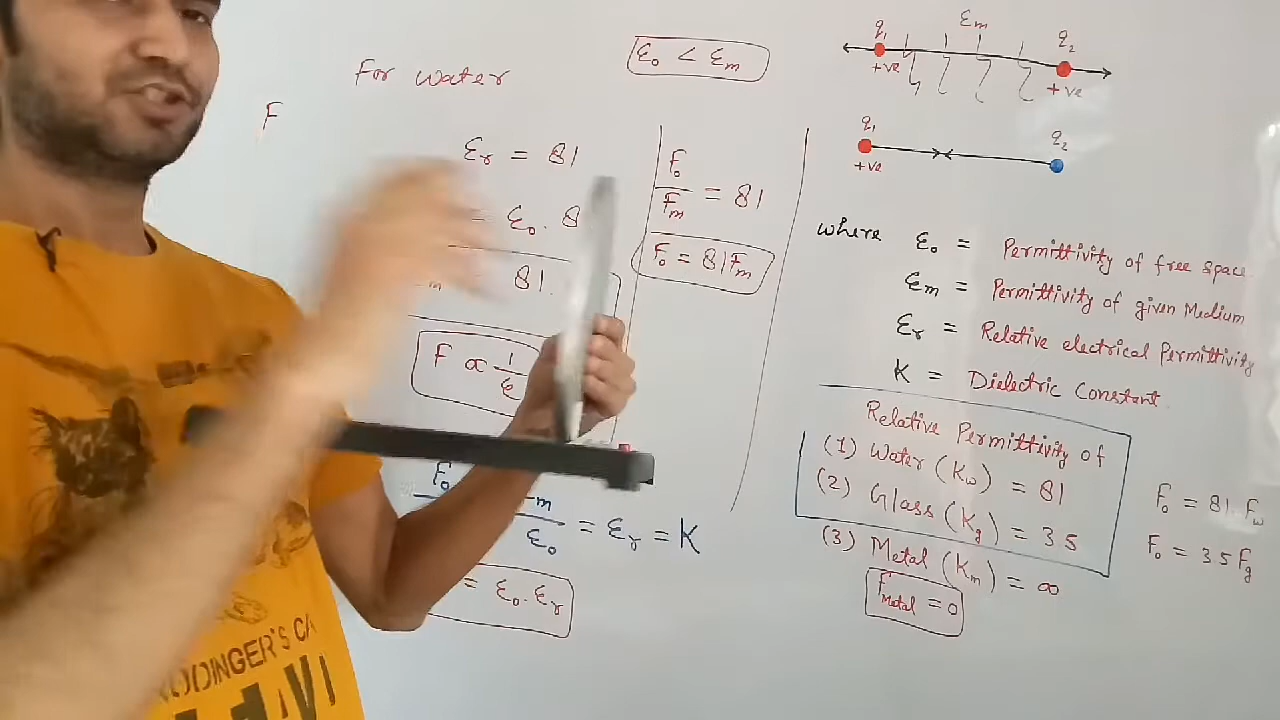 For Water
F
εr = 81
= ε₀. 8
m 81.
F ∝ 1/ε
F₀ m
ε₀ = εr = K
= ε₀.εr
ε₀ < εm
F₀/Fm = 81
F₀ = 81Fm
εm
q₁ q₂
+ve +ve
q₁ q₂
+ve
where ε₀ = Permittivity of free space
εm = Permittivity of given Medium
εr = Relative electrical Permittivity
K = Dielectric Constant
Relative Permittivity of
(1) Water (Kw) = 81
(2) Glass (Kg) = 35
(3) Metal (Km) = ∞
FMetal = 0
F₀ = 81.Fw
F₀ = 35Fg
ODINGER'S CA